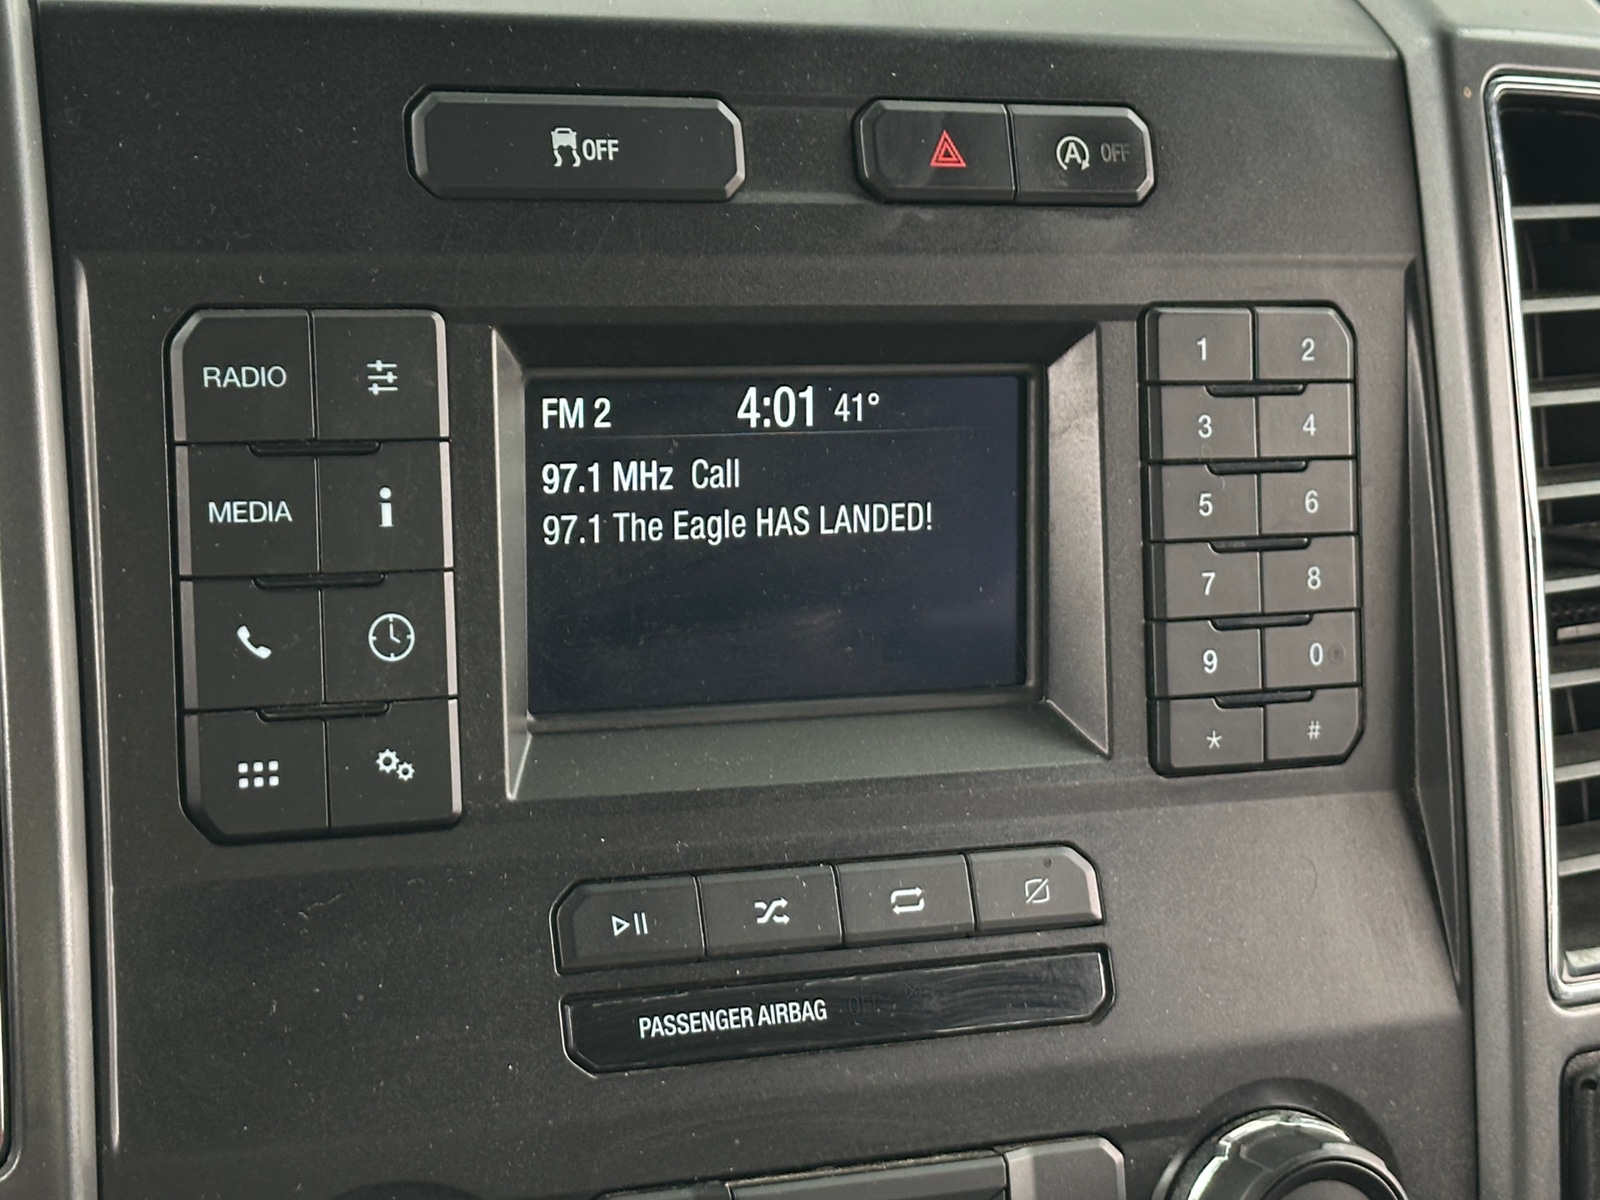 OFF
A OFF
RADIO
MEDIA
FM 2 4:01 41°
97.1 MHz Call
97.1 The Eagle HAS LANDED!
1 2
3 4
5 6
7 8
9 0
* #
PASSENGER AIRBAG OFF